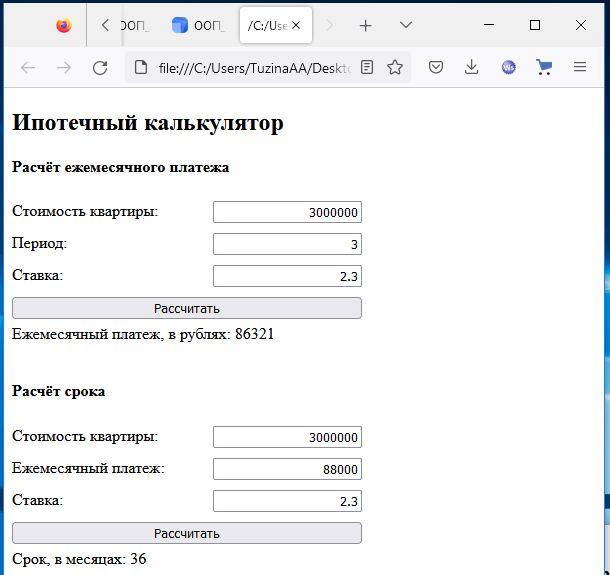 ООП_
ООП_
/C:/Use
file:///C:/Users/TuzinaAA/Deskto
Ипотечный калькулятор
Расчёт ежемесячного платежа
Стоимость квартиры: 3000000
Период: 3
Ставка: 2.3
Рассчитать
Ежемесячный платеж, в рублях: 86321
Расчёт срока
Стоимость квартиры: 3000000
Ежемесячный платеж: 88000
Ставка: 2.3
Рассчитать
Срок, в месяцах: 36